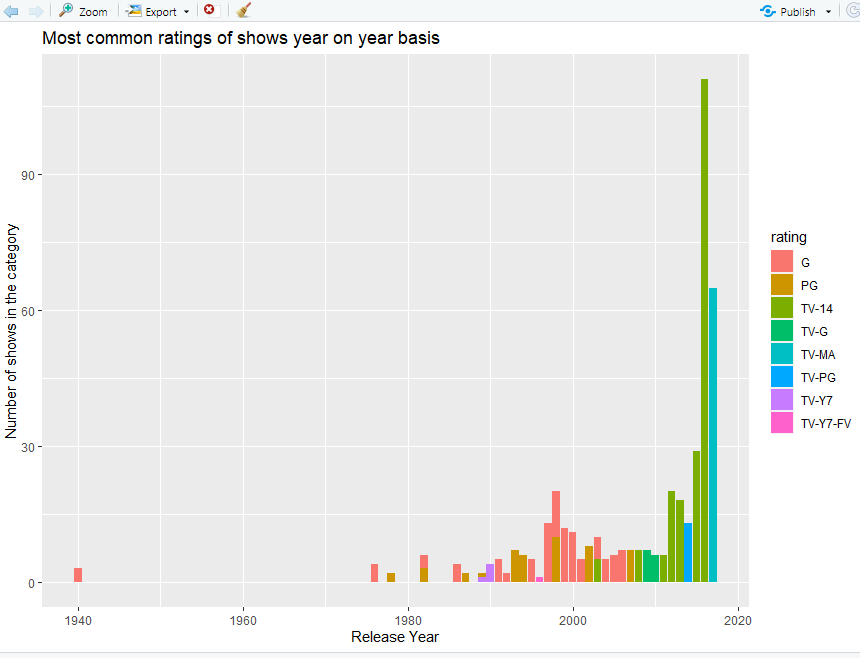 Zoom Export Publish
Most common ratings of shows year on year basis
Number of shows in the category
90
60
30
0
1940 1960 1980 2000 2020
Release Year
rating
G
PG
TV-14
TV-G
TV-MA
TV-PG
TV-Y7
TV-Y7-FV